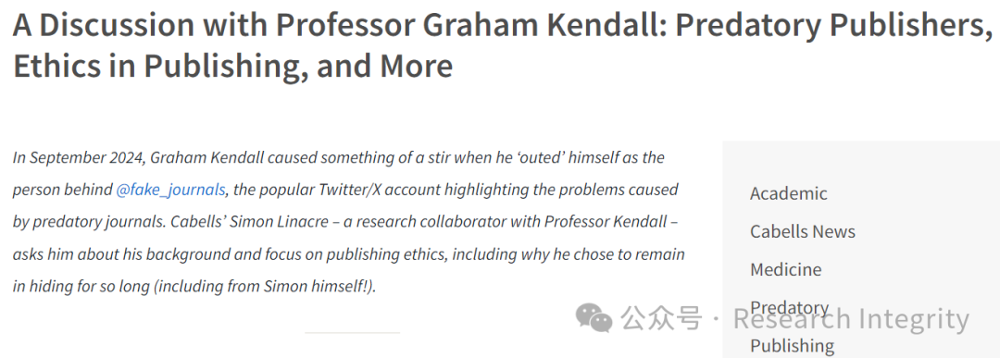 A Discussion with Professor Graham Kendall: Predatory Publishers,
Ethics in Publishing, and More
In September 2024, Graham Kendall caused something of a stir when he ‘outed’ himself as the
person behind @fake_journals, the popular Twitter/X account highlighting the problems caused
by predatory journals. Cabells’ Simon Linacre – a research collaborator with Professor Kendall –
asks him about his background and focus on publishing ethics, including why he chose to remain
in hiding for so long (including from Simon himself!).
Academic
Cabells News
Medicine
Predatory
Publishing
公众号 · Research Integrity